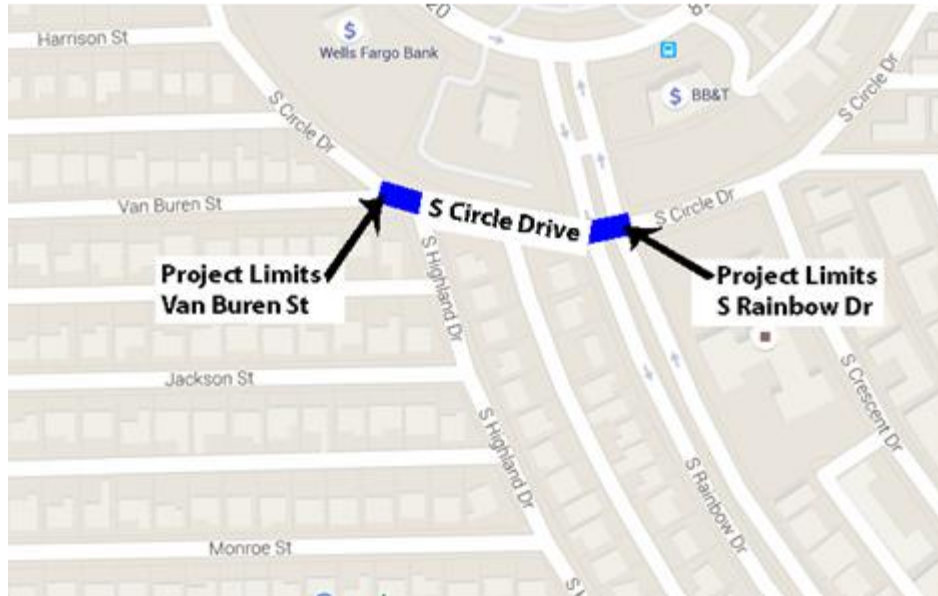 20
Harrison St
$
Wells Fargo Bank
$ BB&T
S Circle Dr
S Circle Dr
Van Buren St
S Circle Drive
S Circle Dr
Project Limits
Van Buren St
S Highland Dr
Project Limits
S Rainbow Dr
Jackson St
S Crescent Dr
S Highland Dr
S Rainbow Dr
Monroe St